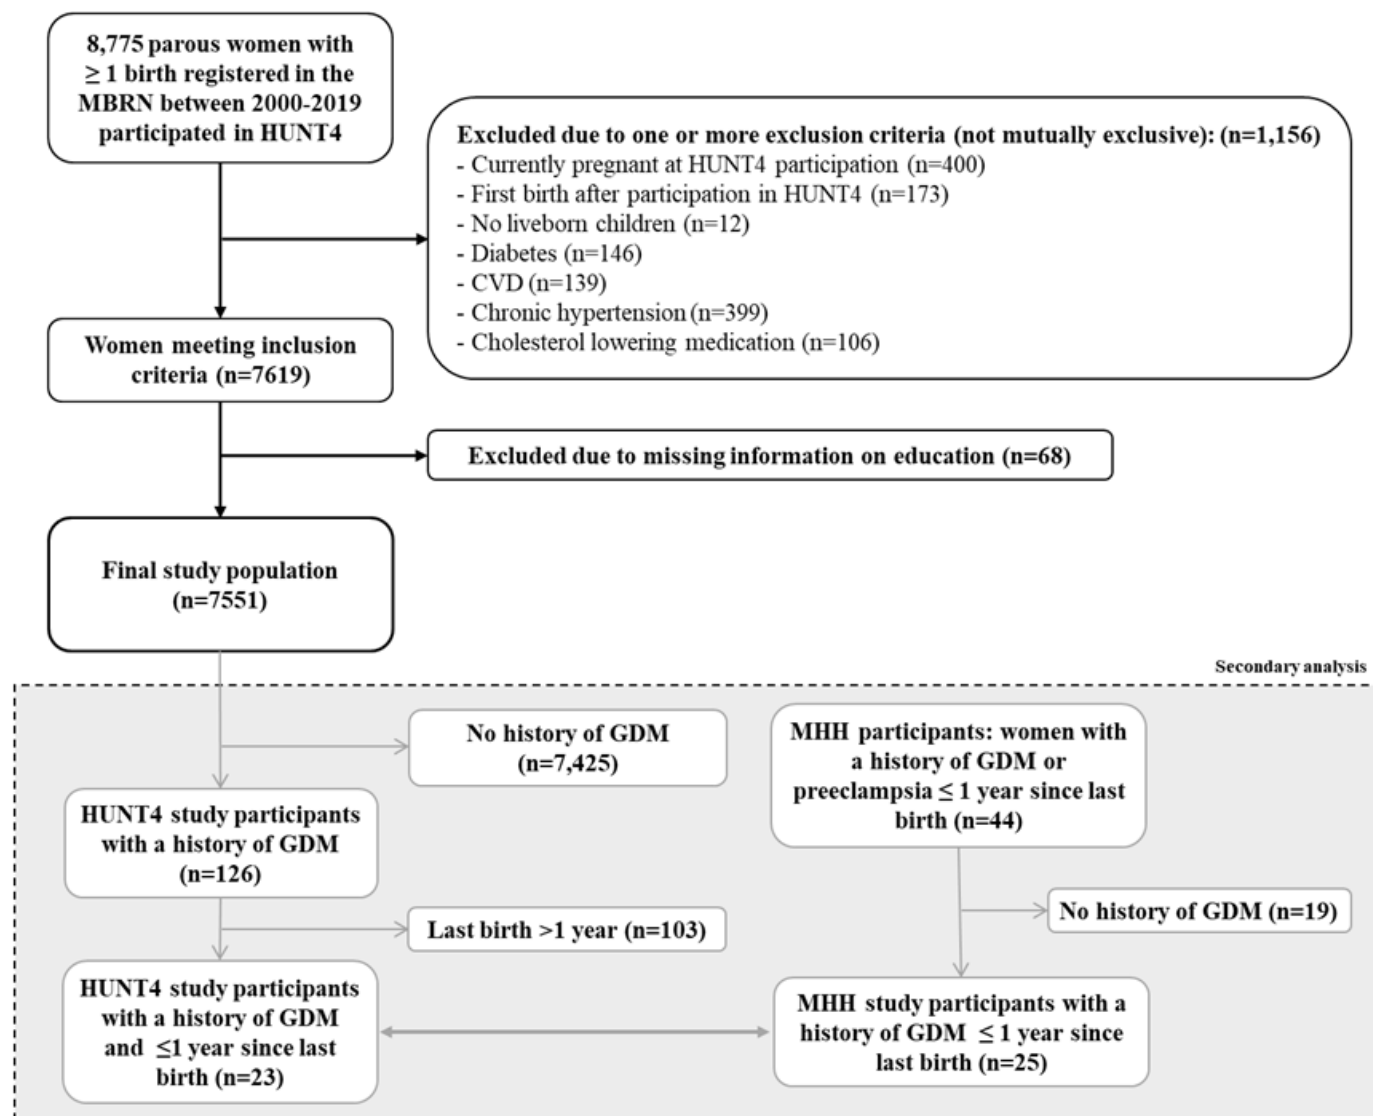 8,775 parous women with
≥ 1 birth registered in the
MBRN between 2000-2019
participated in HUNT4
Excluded due to one or more exclusion criteria (not mutually exclusive): (n=1,156)
- Currently pregnant at HUNT4 participation (n=400)
- First birth after participation in HUNT4 (n=173)
- No liveborn children (n=12)
- Diabetes (n=146)
- CVD (n=139)
- Chronic hypertension (n=399)
- Cholesterol lowering medication (n=106)
Women meeting inclusion
criteria (n=7619)
Excluded due to missing information on education (n=68)
Final study population
(n=7551)
Secondary analysis
No history of GDM
(n=7,425)
MHH participants: women with
a history of GDM or
preeclampsia ≤ 1 year since last
birth (n=44)
HUNT4 study participants
with a history of GDM
(n=126)
No history of GDM (n=19)
Last birth >1 year (n=103)
HUNT4 study participants
with a history of GDM
and ≤1 year since last
birth (n=23)
MHH study participants with a
history of GDM ≤ 1 year since
last birth (n=25)